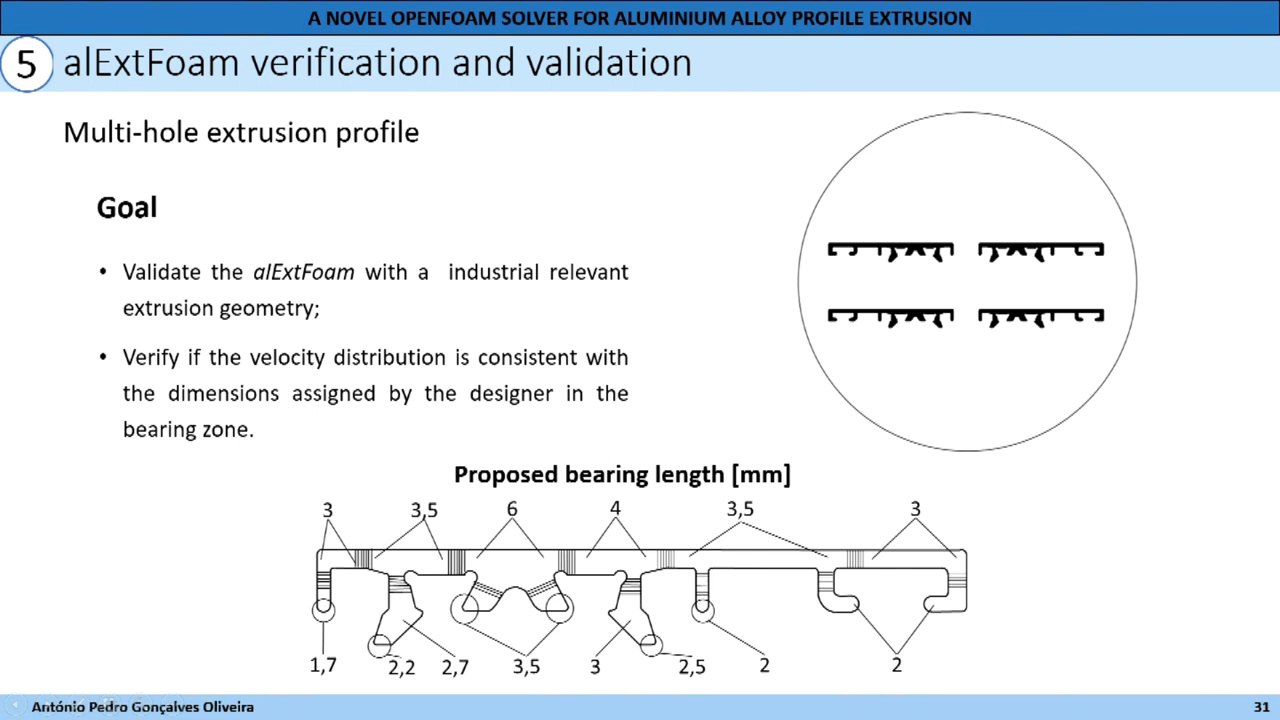 A NOVEL OPENFOAM SOLVER FOR ALUMINIUM ALLOY PROFILE EXTRUSION
5 alExtFoam verification and validation
Multi-hole extrusion profile
Goal
• Validate the alExtFoam with a industrial relevant
extrusion geometry;
• Verify if the velocity distribution is consistent with
the dimensions assigned by the designer in the
bearing zone.
Proposed bearing length [mm]
3 3,5 6 4 3,5 3
1,7 2,2 2,7 3,5 3 2,5 2 2
António Pedro Gonçalves Oliveira 31